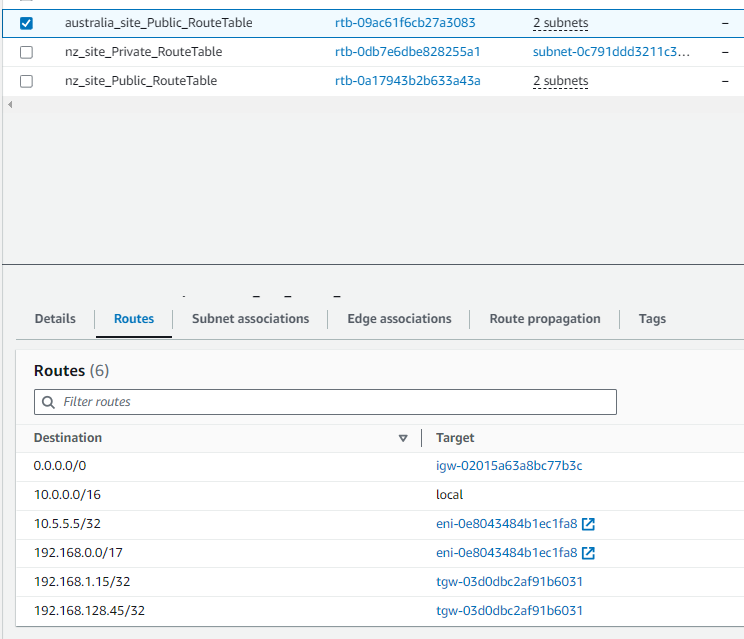 australia_site_Public_RouteTable rtb-09ac61f6cb27a3083 2 subnets –
nz_site_Private_RouteTable rtb-0db7e6dbe828255a1 subnet-0c791ddd3211c3... –
nz_site_Public_RouteTable rtb-0a17943b2b633a43a 2 subnets –
Details Routes Subnet associations Edge associations Route propagation Tags
Routes (6)
Filter routes
Destination Target
0.0.0.0/0 igw-02015a63a8bc77b3c
10.0.0.0/16 local
10.5.5.5/32 eni-0e8043484b1ec1fa8
192.168.0.0/17 eni-0e8043484b1ec1fa8
192.168.1.15/32 tgw-03d0dbc2af91b6031
192.168.128.45/32 tgw-03d0dbc2af91b6031